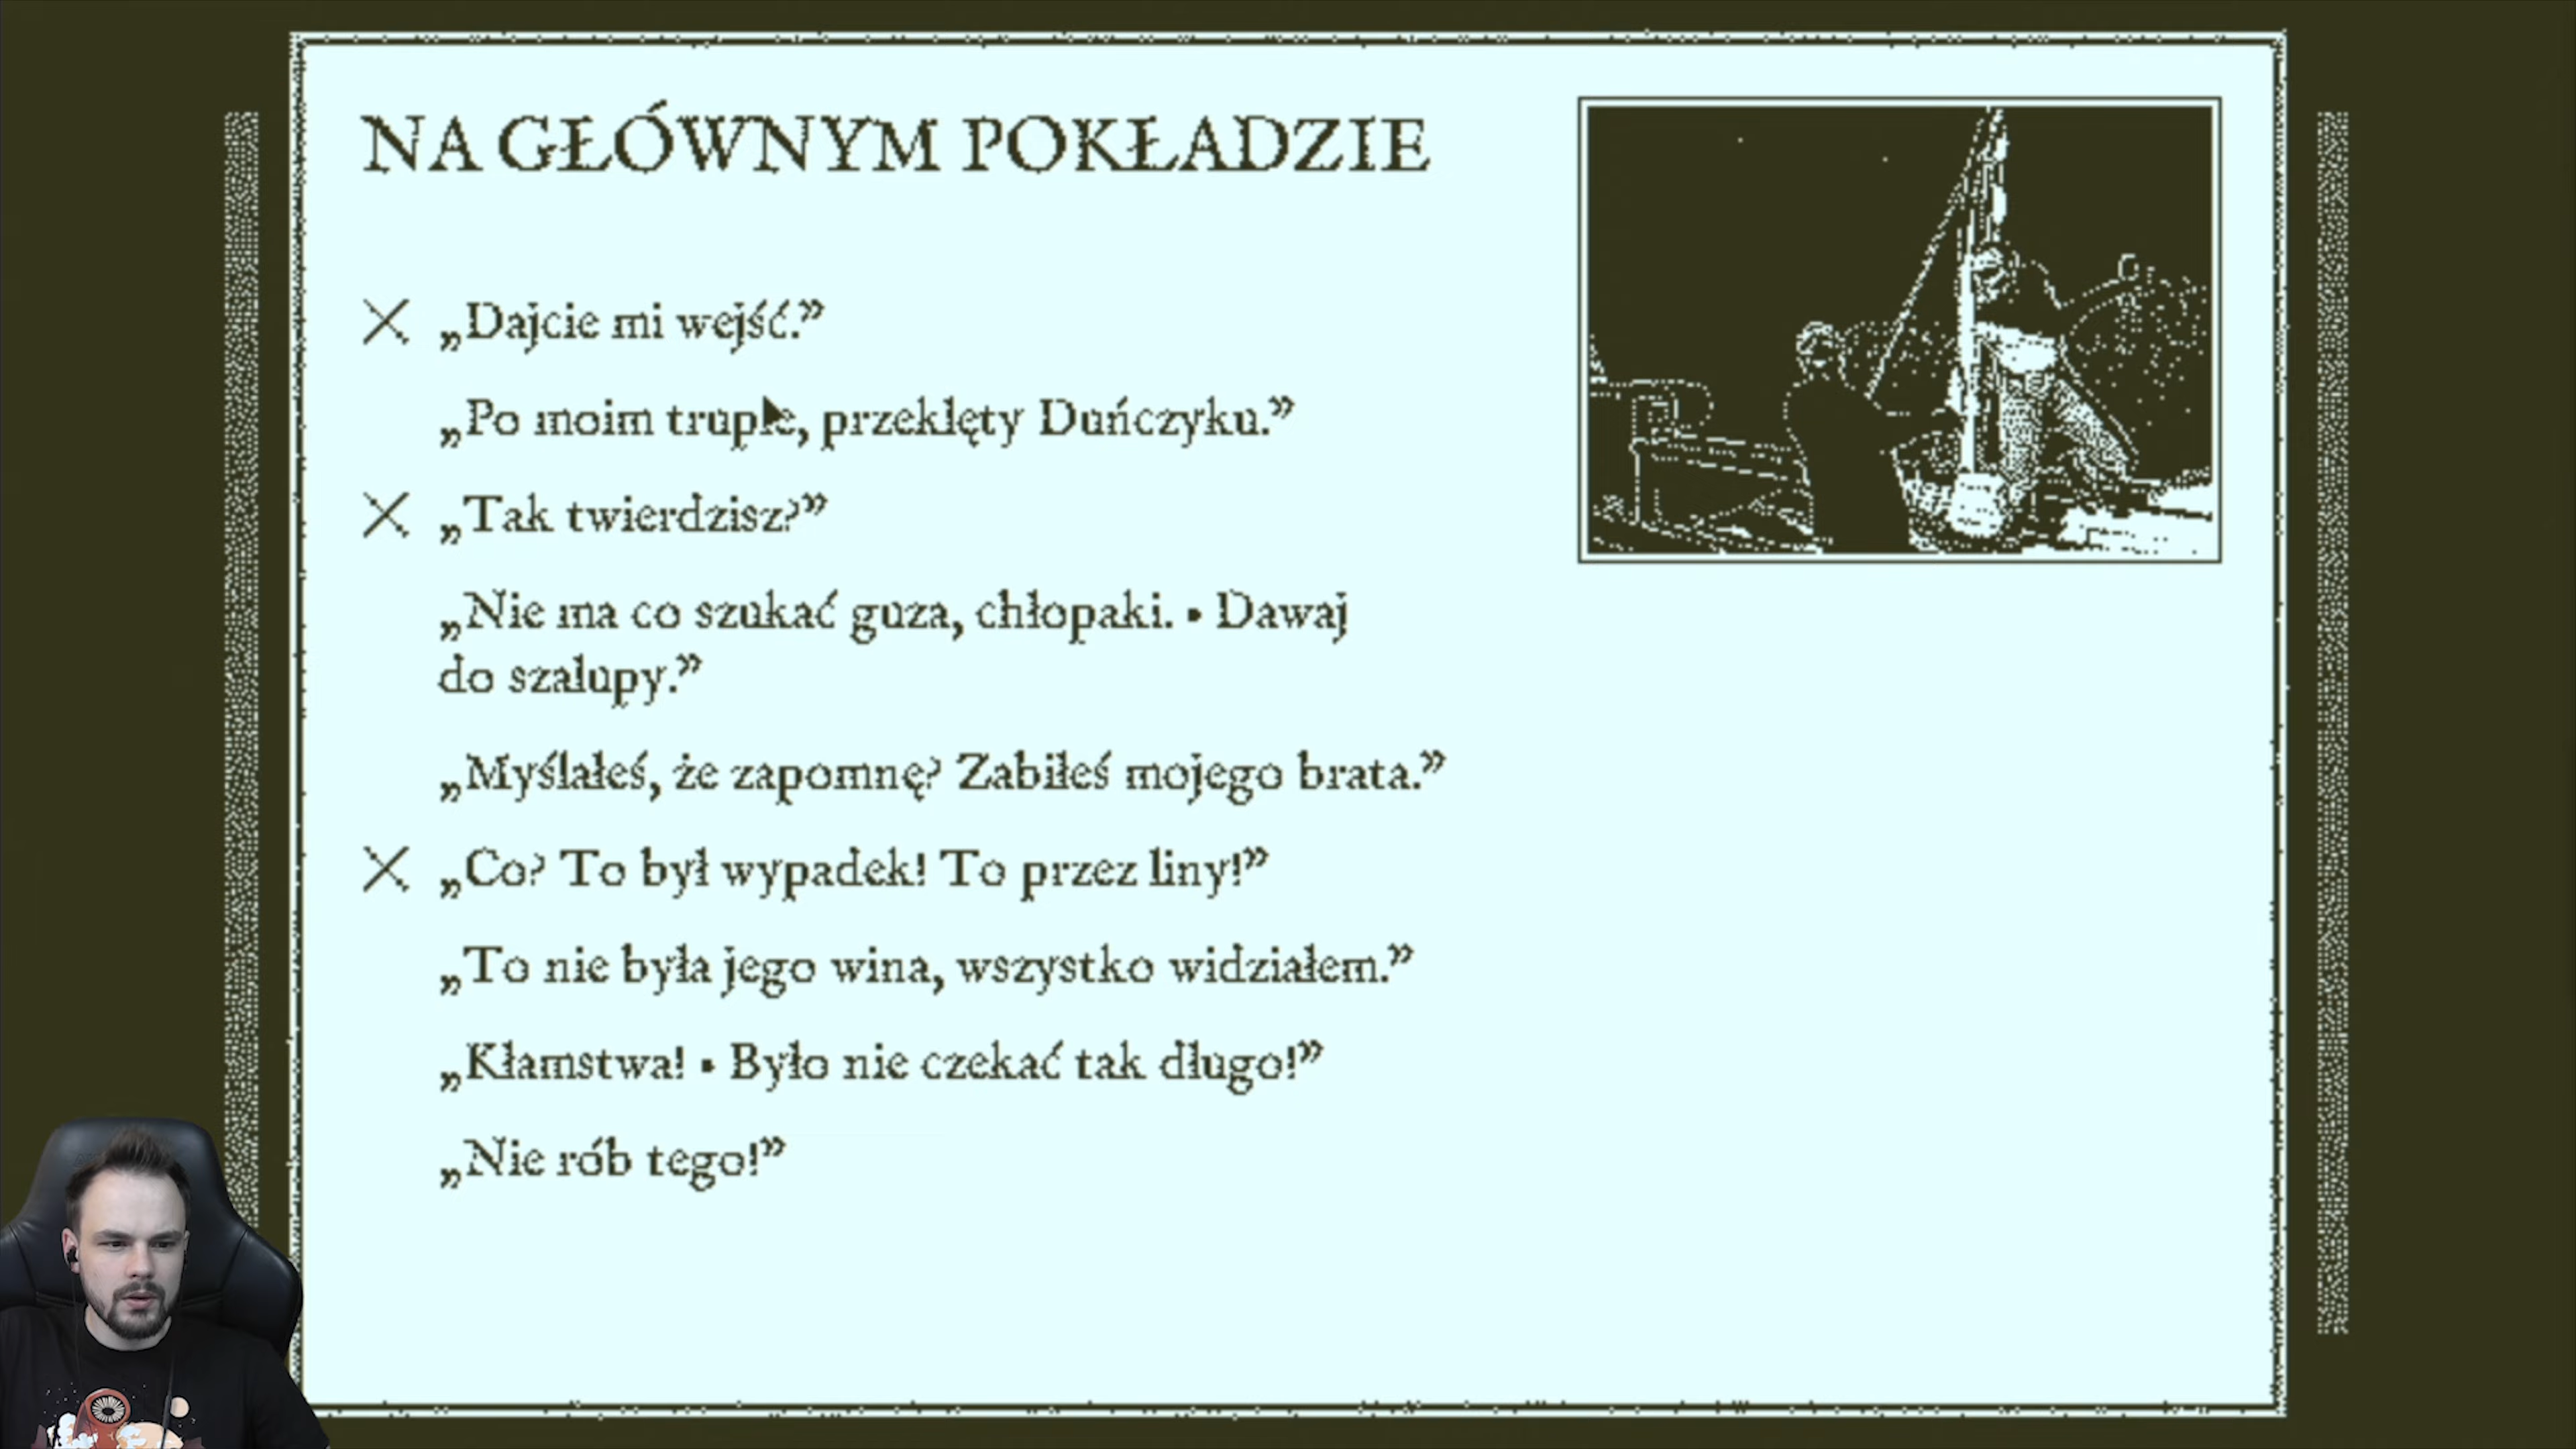 NA GŁÓWNYM POKŁADZIE
„Dajcie mi wejść.”
„Po moim trupie, przeklęty Duńczyku.”
„Tak twierdzisz?”
„Nie ma co szukać guza, chłopaki. • Dawaj
do szalupy.”
„Myślałeś, że zapomnę? Zabiłeś mojego brata.”
„Co? To był wypadek! To przez liny!”
„To nie była jego wina, wszystko widziałem.”
„Kłamstwa! • Było nie czekać tak długo!”
„Nie rób tego!”